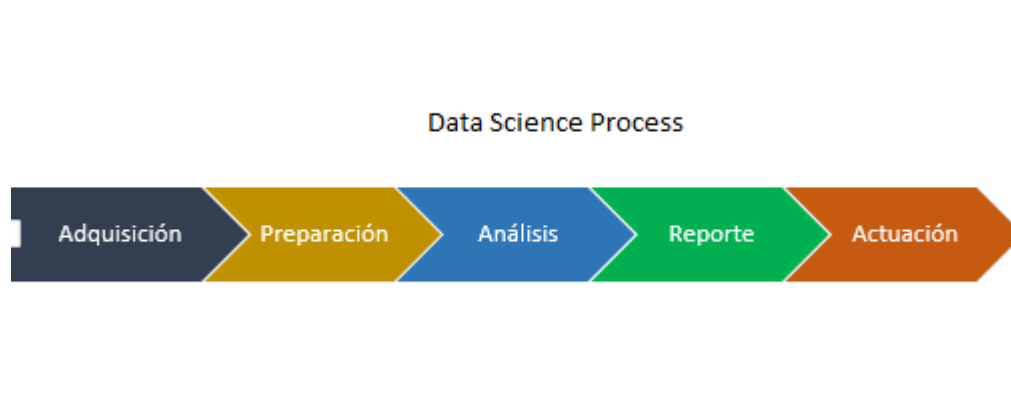 Data Science Process
Adquisición Preparación Análisis Reporte Actuación